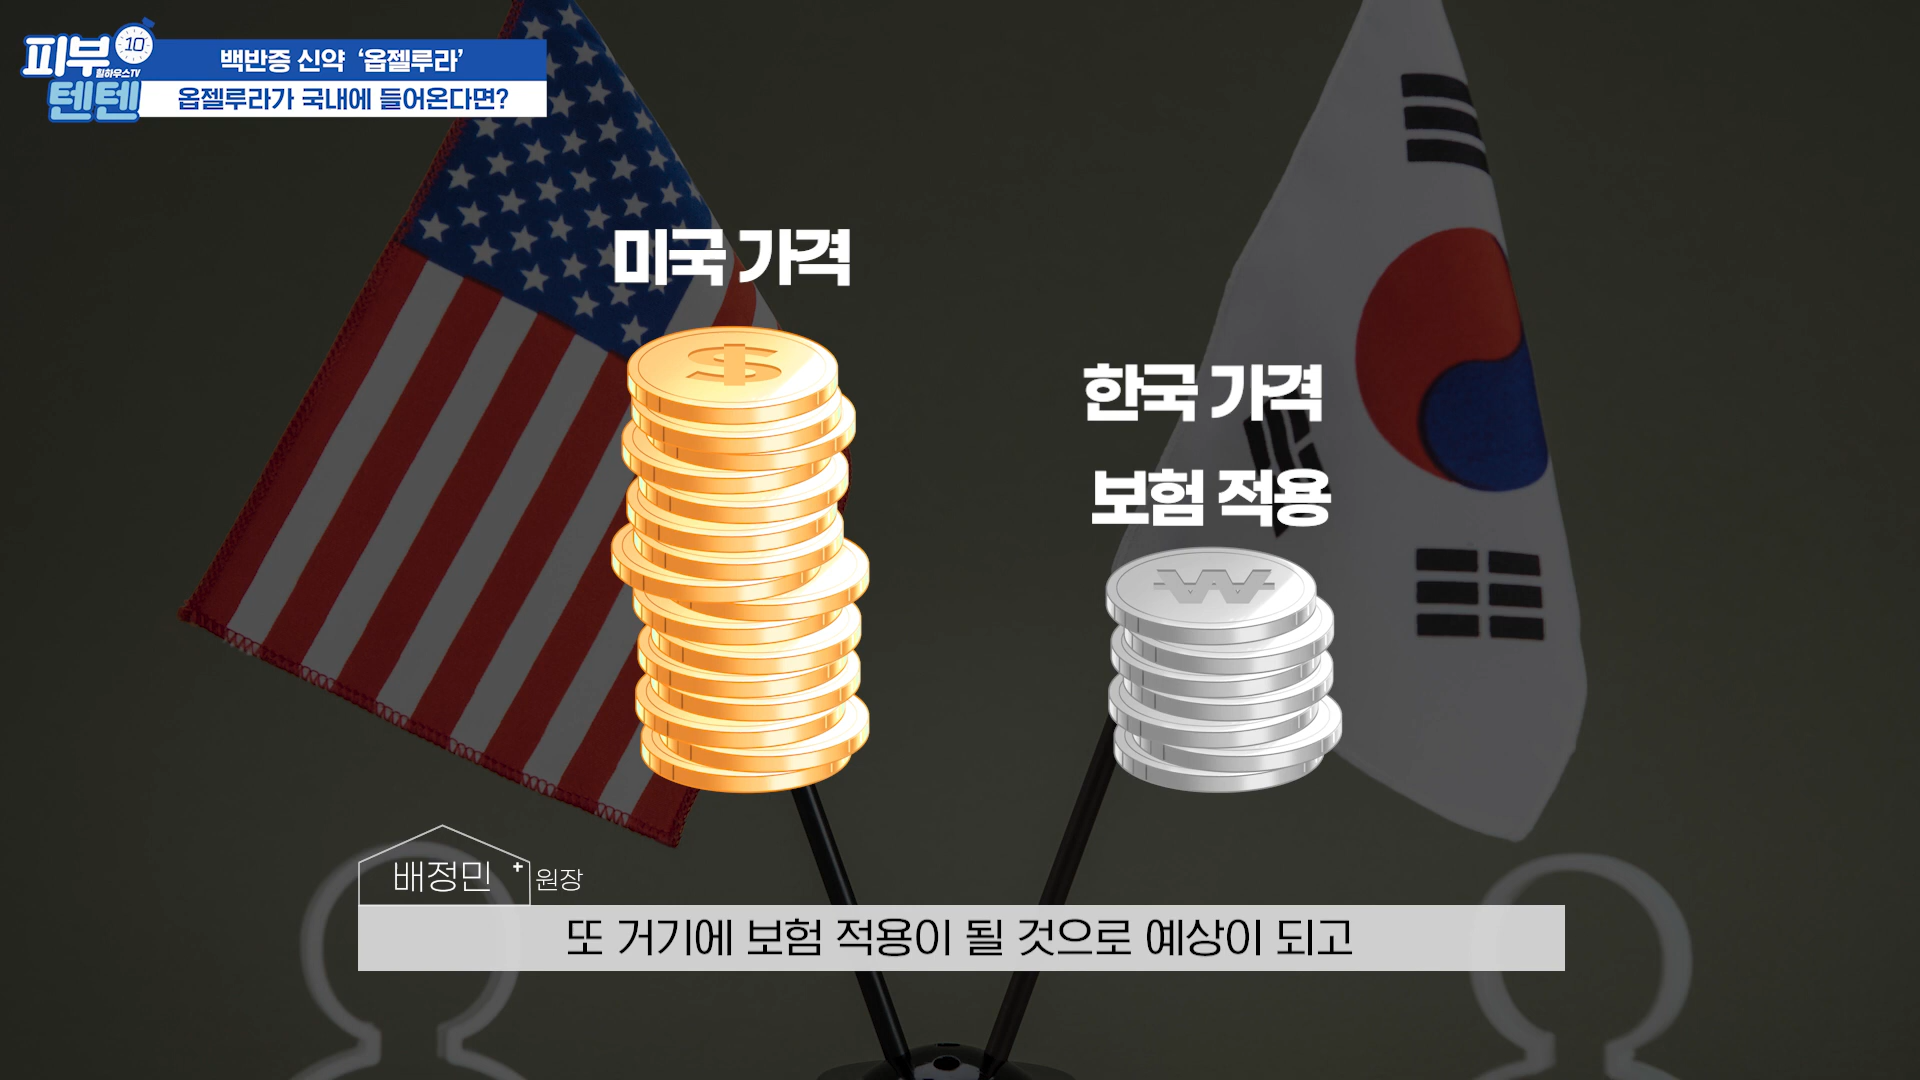 피부
10
힐하우스TV
텐텐
백반증 신약 ‘옵젤루라’
옵젤루라가 국내에 들어온다면?
미국 가격
$
한국 가격
보험 적용
₩
배정민 + 원장
또 거기에 보험 적용이 될 것으로 예상이 되고